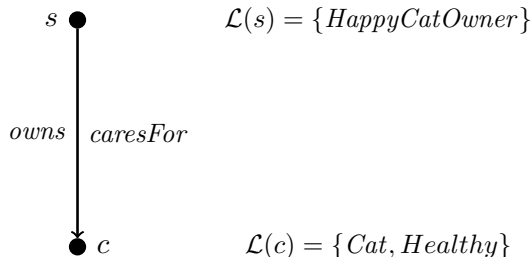 s ℒ(s) = {HappyCatOwner}
owns caresFor
c ℒ(c) = {Cat, Healthy}